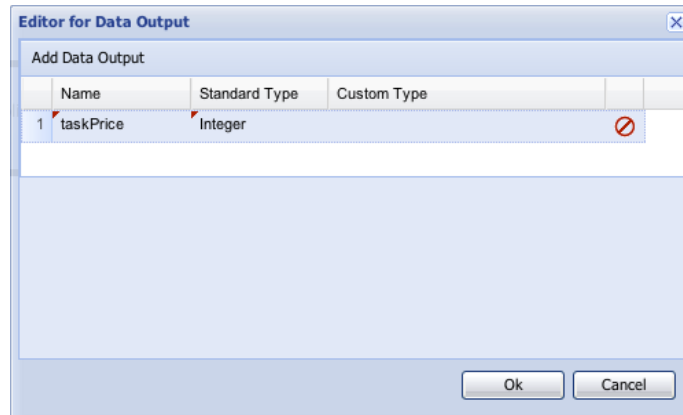 Editor for Data Output
Add Data Output
Name Standard Type Custom Type
1 taskPrice Integer
Ok Cancel